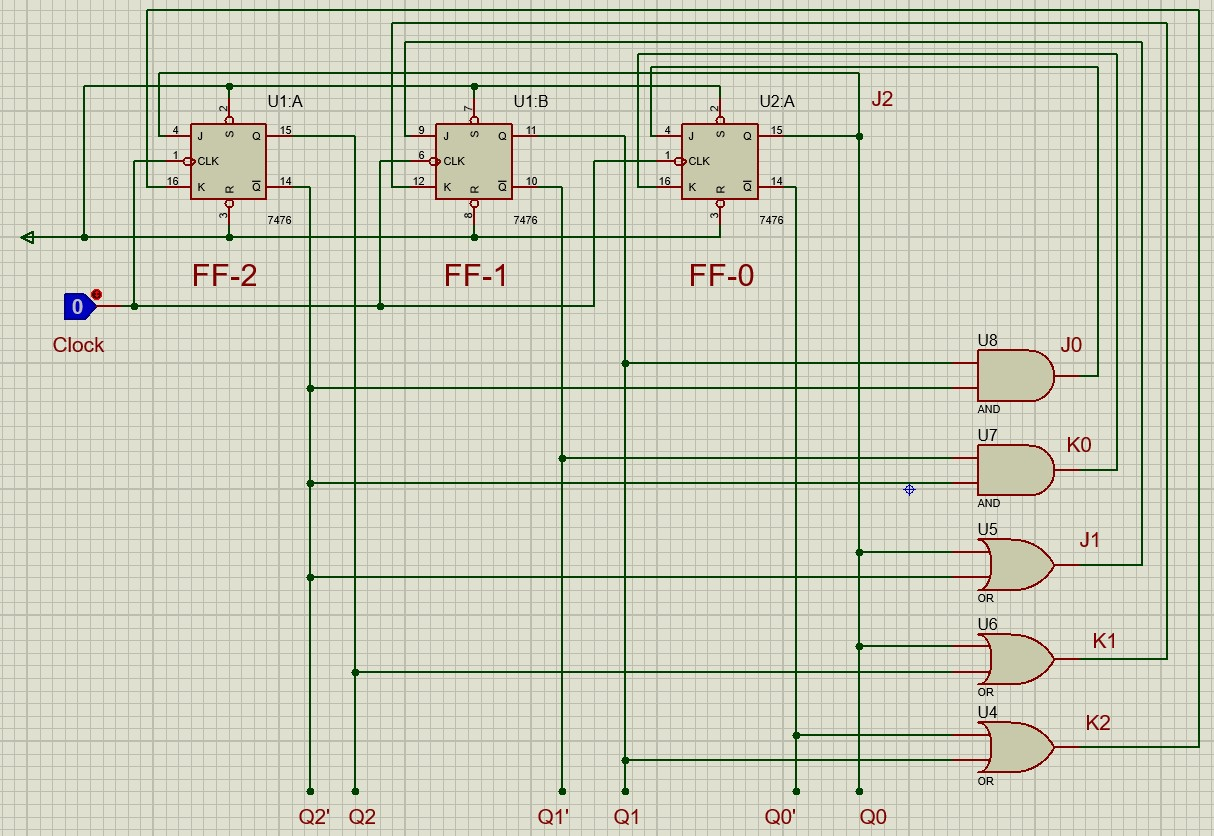 J2
U1:A
U1:B
U2:A
2
7
2
4
J
S
Q
15
9
J
S
Q
11
4
J
S
Q
15
1
CLK
6
CLK
1
CLK
16
K
R
Q
14
12
K
R
Q
10
16
K
R
Q
14
3
7476
8
7476
3
7476
FF-2
FF-1
FF-0
0
Clock
U8
J0
AND
U7
K0
AND
U5
J1
OR
U6
K1
OR
U4
K2
OR
Q2' Q2 Q1' Q1 Q0' Q0